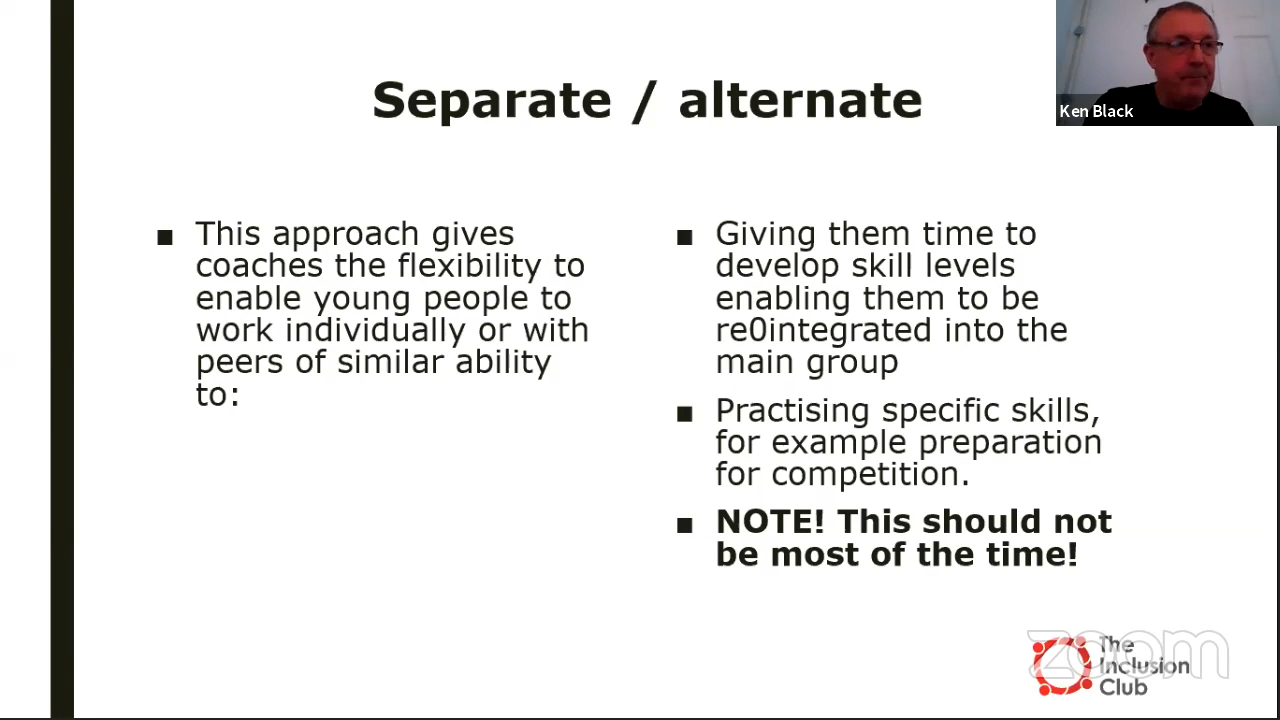 Separate / alternate
Ken Black
■ This approach gives
coaches the flexibility to
enable young people to
work individually or with
peers of similar ability
to:
■ Giving them time to
develop skill levels
enabling them to be
re0integrated into the
main group
■ Practising specific skills,
for example preparation
for competition.
■ NOTE! This should not
be most of the time!
zoom
The
Inclusion
Club